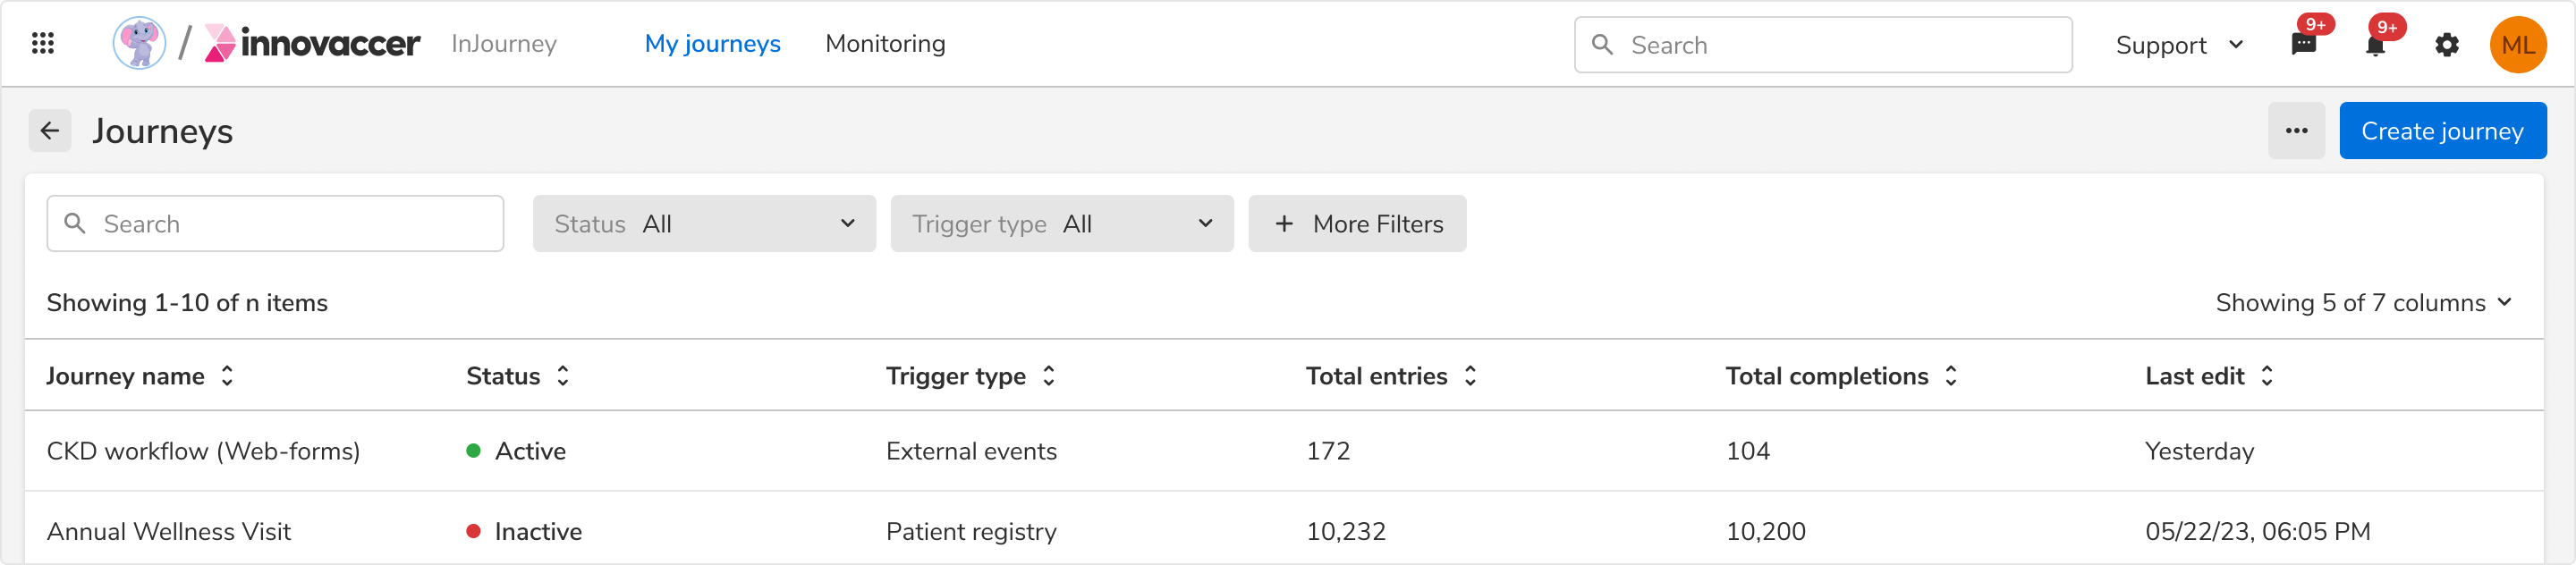 innovaccer InJourney My journeys Monitoring Search Support 9+ 9+ ML
Journeys Create journey
Search Status All Trigger type All + More Filters
Showing 1-10 of n items Showing 5 of 7 columns
Journey name Status Trigger type Total entries Total completions Last edit
CKD workflow (Web-forms) Active External events 172 104 Yesterday
Annual Wellness Visit Inactive Patient registry 10,232 10,200 05/22/23, 06:05 PM